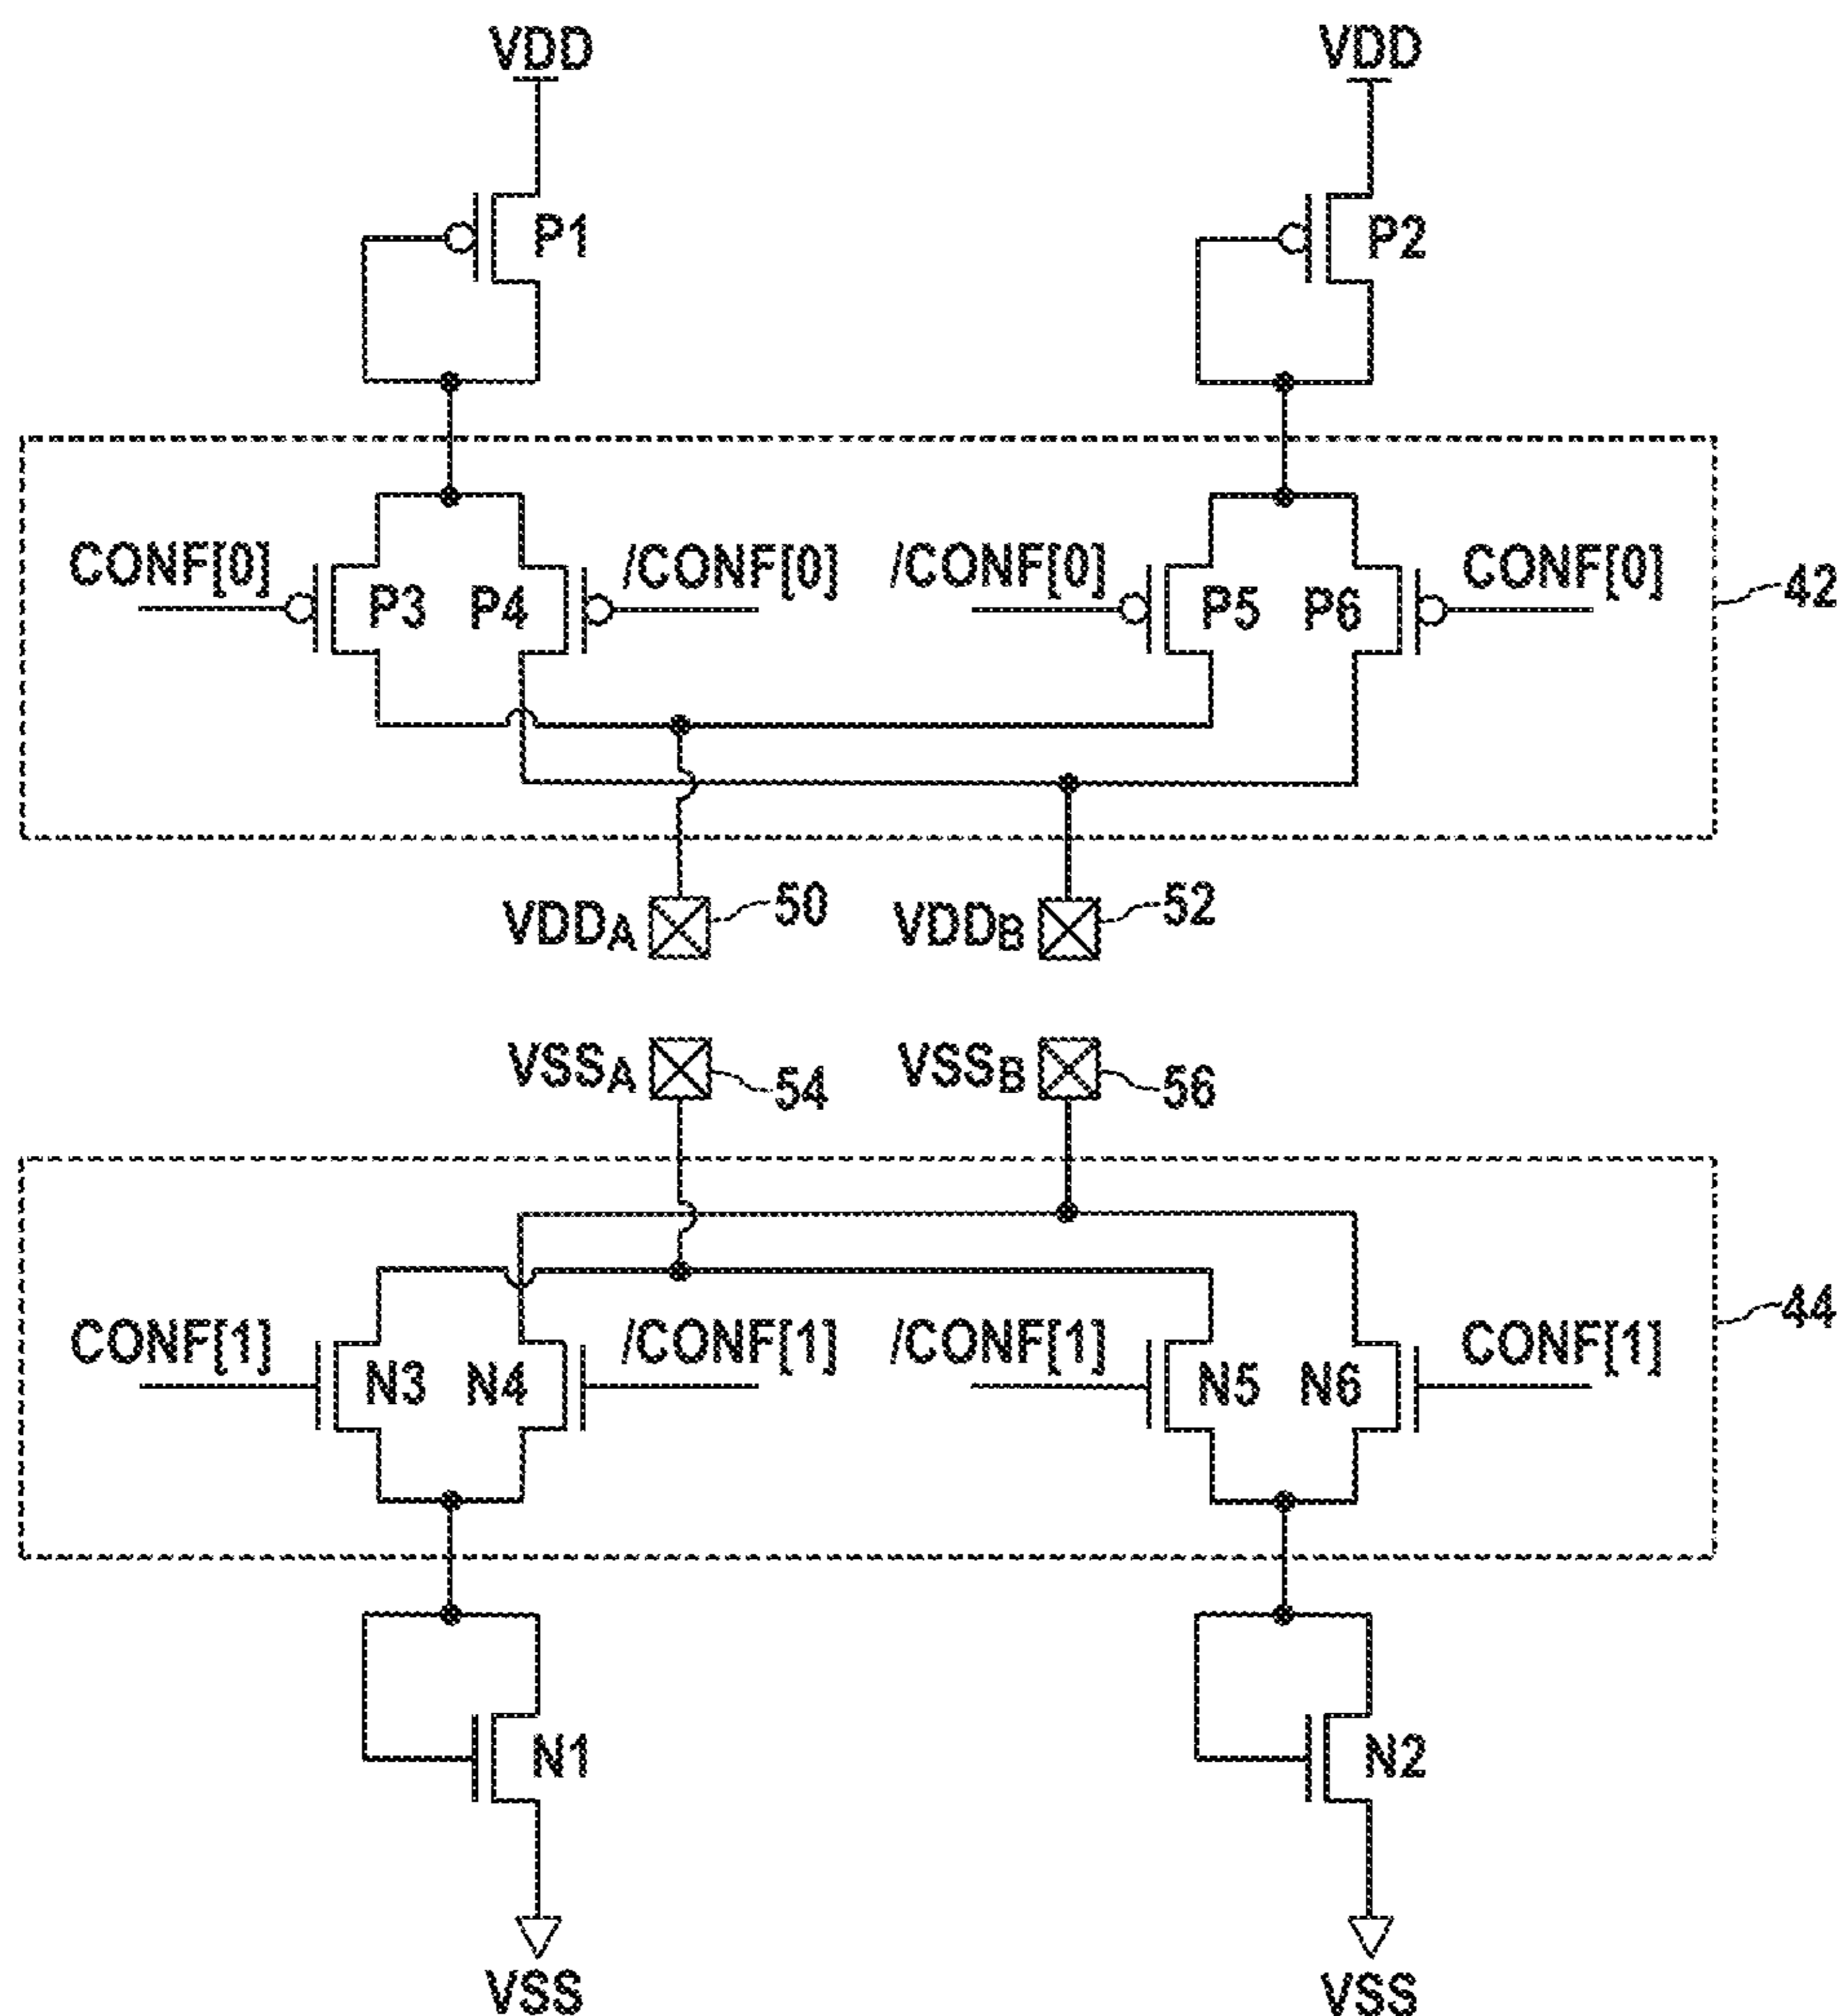 VDD VDD
P1 P2
CONF[0] P3 P4 /CONF[0] /CONF[0] P5 P6 CONF[0] 42
VDDA 50 VDDB 52
VSSA 54 VSSB 56
CONF[1] N3 N4 /CONF[1] /CONF[1] N5 N6 CONF[1] 44
N1 N2
VSS VSS